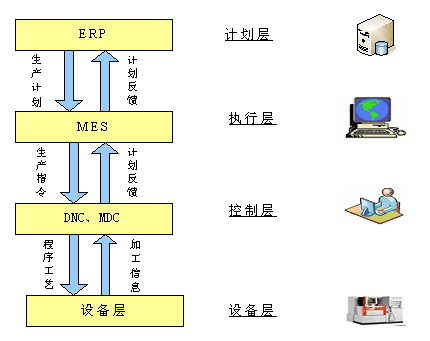 ERP
计划层
生产计划
计划反馈
MES
执行层
生产指令
计划反馈
DNC、MDC
控制层
程序工艺
加工信息
设备层
设备层